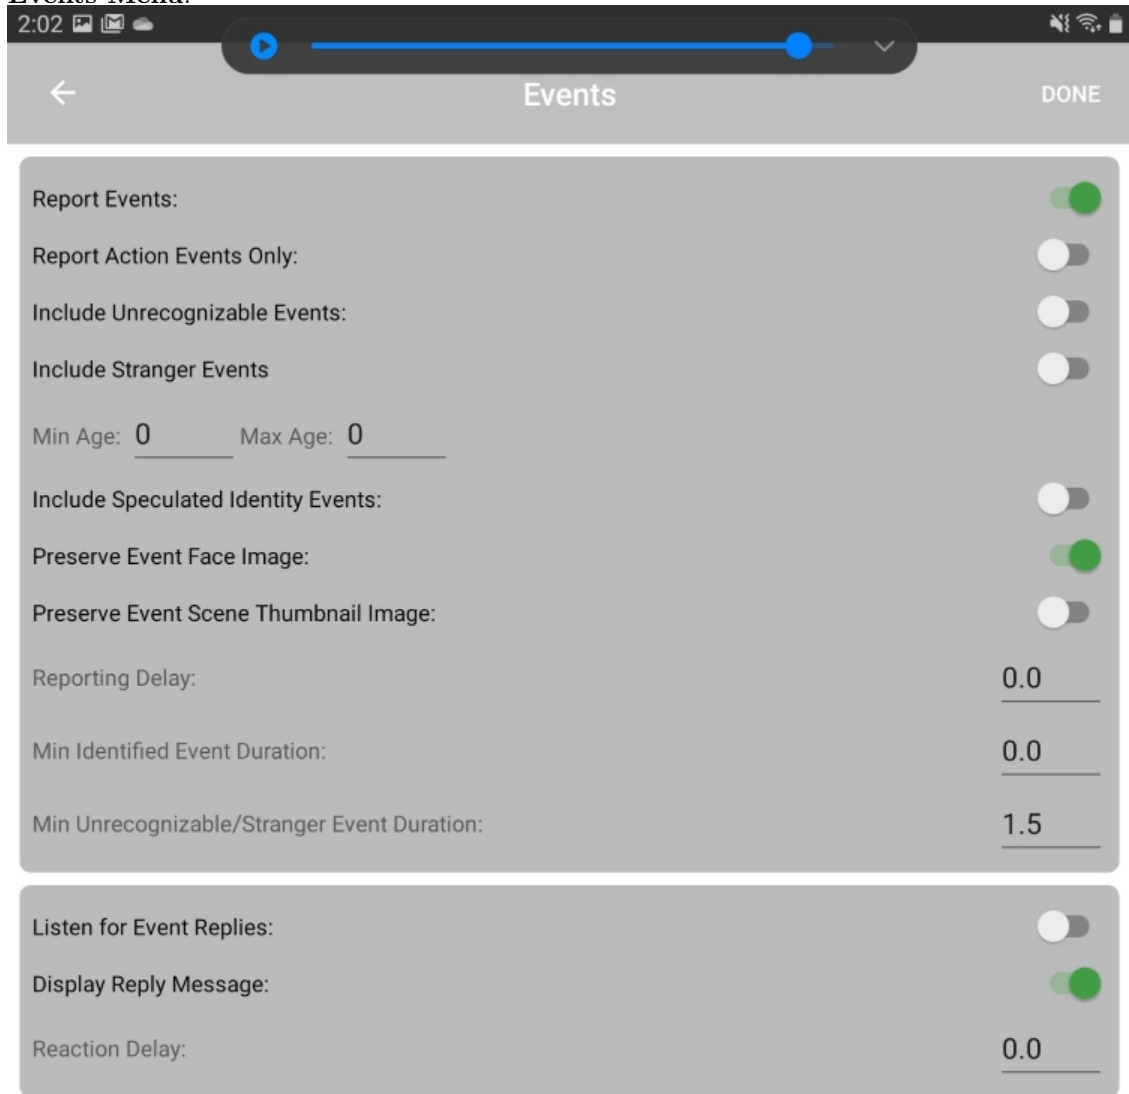 Events Menu:
2:02
Events
DONE
Report Events:
Report Action Events Only:
Include Unrecognizable Events:
Include Stranger Events
Min Age: 0 Max Age: 0
Include Speculated Identity Events:
Preserve Event Face Image:
Preserve Event Scene Thumbnail Image:
Reporting Delay: 0.0
Min Identified Event Duration: 0.0
Min Unrecognizable/Stranger Event Duration: 1.5
Listen for Event Replies:
Display Reply Message:
Reaction Delay: 0.0